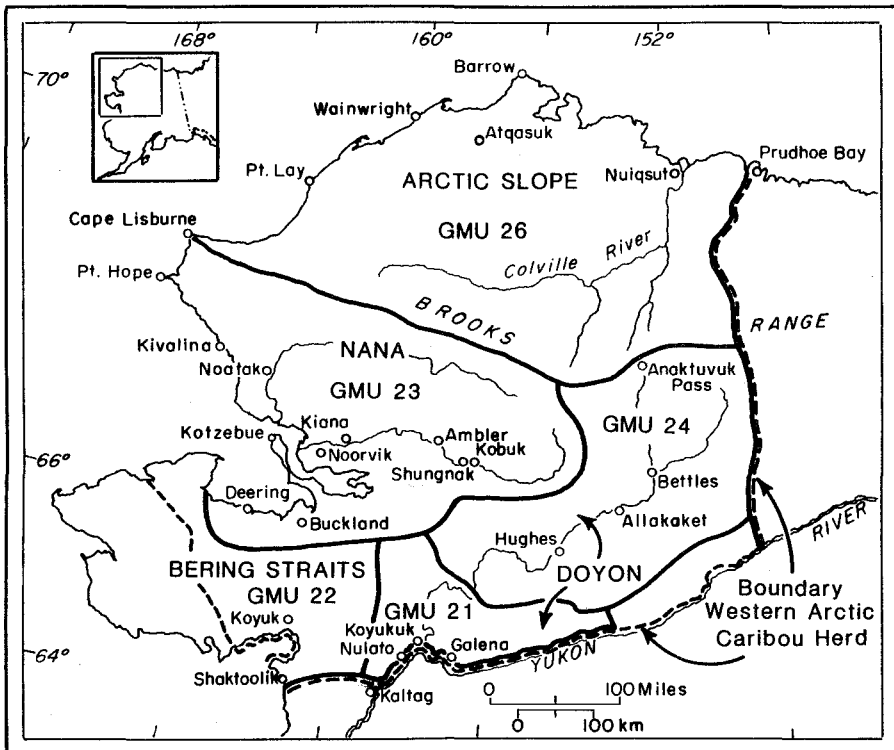 168°
160°
152°
70°
Barrow
Wainwright
Atqasuk
Pt. Lay
Nuiqsut
Prudhoe Bay
ARCTIC SLOPE
Cape Lisburne
GMU 26
Colville River
Pt. Hope
BROOKS RANGE
Kivalina
NANA
Noatako
Anaktuvuk
Pass
GMU 23
GMU 24
Kiana
Kotzebue
Ambler
66°
Noorvik
Kobuk
Shungnak
Bettles
Deering
Buckland
Allakaket
Hughes
RIVER
BERING STRAITS
DOYON
Boundary
GMU 22
Western Arctic
GMU 21
Caribou Herd
Koyuk
Koyukuk
64°
Nulato
Galena
YUKON
Shaktoolik
Kaltag
0 100 Miles
0 100 km